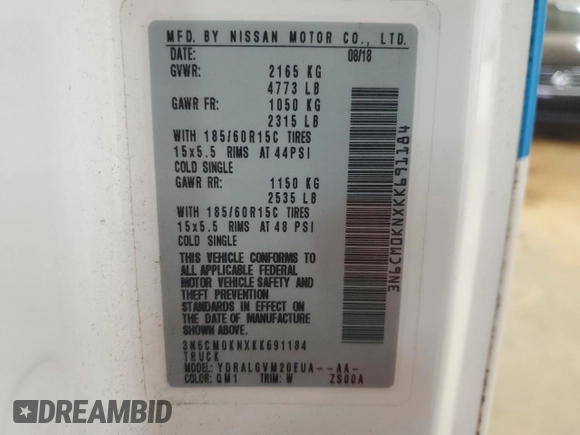 MFD. BY NISSAN MOTOR CO., LTD.
DATE: 08/18
GVWR: 2165 KG
4773 LB
GAWR FR: 1050 KG
2315 LB
WITH 185/60R15C TIRES
15x5.5 RIMS AT 44PSI
COLD SINGLE
GAWR RR: 1150 KG
2535 LB
WITH 185/60R15C TIRES
15x5.5 RIMS AT 48 PSI
COLD SINGLE
THIS VEHICLE CONFORMS TO
ALL APPLICABLE FEDERAL
MOTOR VEHICLE SAFETY AND
THEFT PREVENTION
STANDARDS IN EFFECT ON
THE DATE OF MANUFACTURE
SHOWN ABOVE.
3N6CM0KNXKK691184
TRUCK
MODEL: YDRALGVM20EUA--AA-
COLOR: QM1 TRIM: W ZS00A
3N6CM0KNXKK691184
DREAMBID.COM